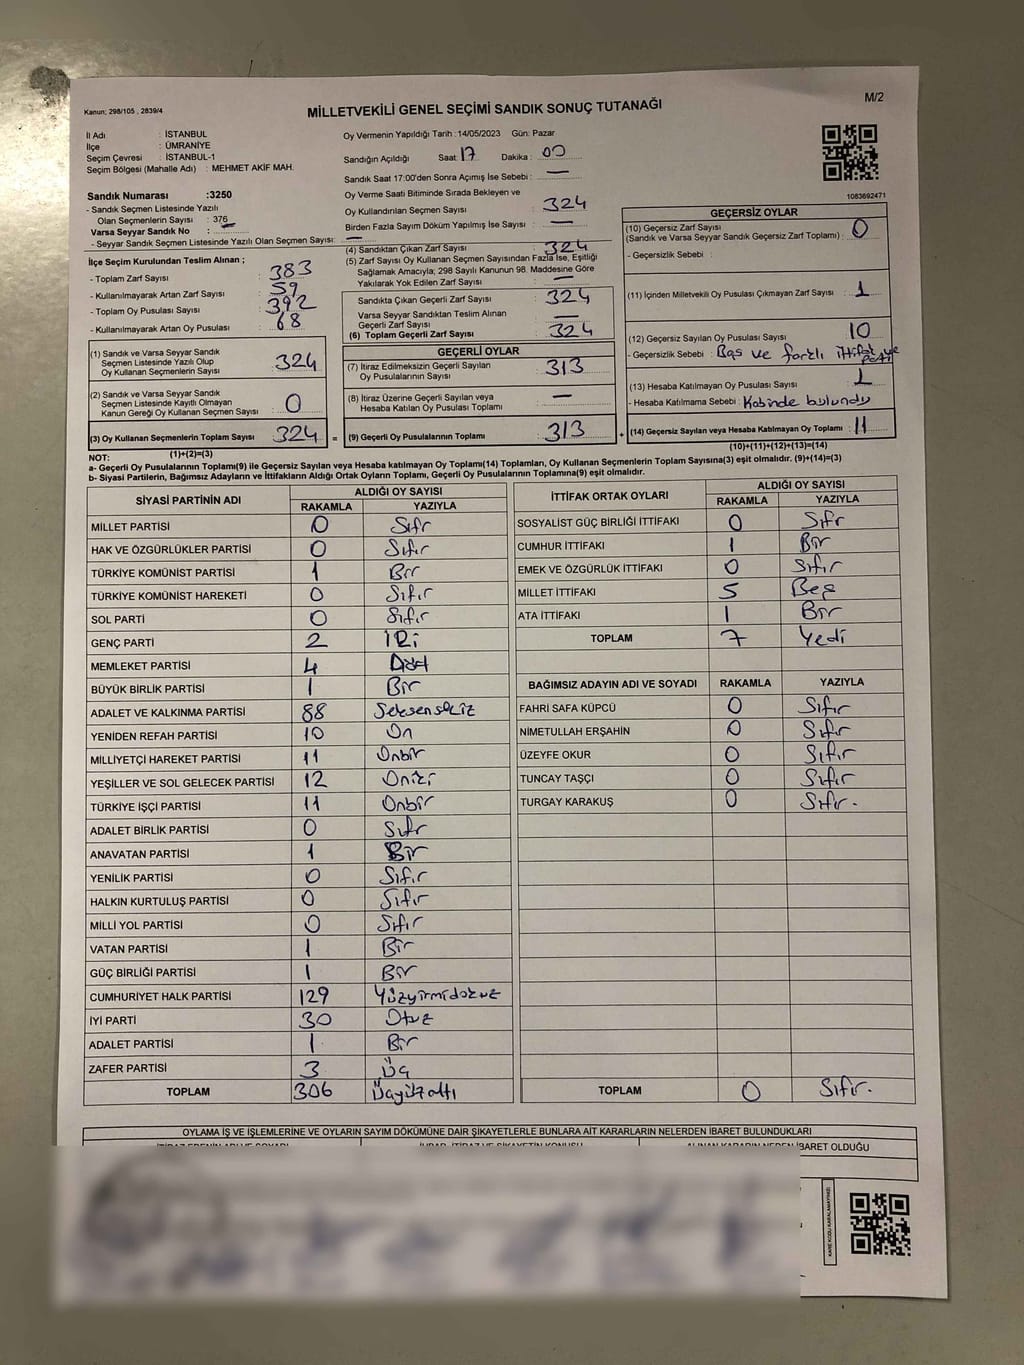 Kanun: 298/105 , 2839/4
MİLLETVEKİLİ GENEL SEÇİMİ SANDIK SONUÇ TUTANAĞI
M/2
İl Adı : İSTANBUL
İlçe : ÜMRANİYE
Seçim Çevresi : İSTANBUL-1
Seçim Bölgesi (Mahalle Adı) : MEHMET AKİF MAH.
Sandık Numarası :3250
- Sandık Seçmen Listesinde Yazılı
Olan Seçmenlerin Sayısı : 376
Varsa Seyyar Sandık No : —
- Seyyar Sandık Seçmen Listesinde Yazılı Olan Seçmen Sayısı: —
Oy Vermenin Yapıldığı Tarih :14/05/2023 Gün: Pazar
Sandığın Açıldığı Saat: 17 Dakika : 00
Sandık Saat 17:00'den Sonra Açımış İse Sebebi : —
Oy Verme Saati Bitiminde Sırada Bekleyen ve
Oy Kullandırılan Seçmen Sayısı : 324
Birden Fazla Sayım Döküm Yapılmış İse Sayısı : —
1083692471
İlçe Seçim Kurulundan Teslim Alınan ;
- Toplam Zarf Sayısı : 383
- Kullanılmayarak Artan Zarf Sayısı : 59
- Toplam Oy Pusulası Sayısı : 392
- Kullanılmayarak Artan Oy Pusulası : 68
(4) Sandıktan Çıkan Zarf Sayısı : 324
(5) Zarf Sayısı Oy Kullanan Seçmen Sayısından Fazla İse, Eşitliği
Sağlamak Amacıyla; 298 Sayılı Kanunun 98. Maddesine Göre
Yakılarak Yok Edilen Zarf Sayısı : —
Sandıkta Çıkan Geçerli Zarf Sayısı : 324
Varsa Seyyar Sandıktan Teslim Alınan
Geçerli Zarf Sayısı : —
(6) Toplam Geçerli Zarf Sayısı : 324
GEÇERSİZ OYLAR
(10) Geçersiz Zarf Sayısı
(Sandık ve Varsa Seyyar Sandık Geçersiz Zarf Toplamı) : 0
- Geçersizlik Sebebi :
(11) İçinden Milletvekili Oy Pusulası Çıkmayan Zarf Sayısı : 1
(12) Geçersiz Sayılan Oy Pusulası Sayısı : 10
- Geçersizlik Sebebi : Boş ve farklı ittifak ve parti
(13) Hesaba Katılmayan Oy Pusulası Sayısı : 1
- Hesaba Katılmama Sebebi : Kabinde bulundu
(14) Geçersiz Sayılan veya Hesaba Katılmayan Oy Toplamı : 11
(10)+(11)+(12)+(13)=(14)
(1) Sandık ve Varsa Seyyar Sandık
Seçmen Listesinde Yazılı Olup
Oy Kullanan Seçmenlerin Sayısı : 324
(2) Sandık ve Varsa Seyyar Sandık
Seçmen Listesinde Kayıtlı Olmayan
Kanun Gereği Oy Kullanan Seçmen Sayısı : 0
(3) Oy Kullanan Seçmenlerin Toplam Sayısı : 324 =
(1)+(2)=(3)
GEÇERLİ OYLAR
(7) İtiraz Edilmeksizin Geçerli Sayılan
Oy Pusulalarının Sayısı : 313
(8) İtiraz Üzerine Geçerli Sayılan veya
Hesaba Katılan Oy Pusulası Toplamı : —
(9) Geçerli Oy Pusulalarının Toplamı : 313 +
NOT:
a- Geçerli Oy Pusulalarının Toplamı(9) ile Geçersiz Sayılan veya Hesaba katılmayan Oy Toplamı(14) Toplamları, Oy Kullanan Seçmenlerin Toplam Sayısına(3) eşit olmalıdır. (9)+(14)=(3)
b- Siyasi Partilerin, Bağımsız Adayların ve İttifakların Aldığı Ortak Oyların Toplamı, Geçerli Oy Pusulalarının Toplamına(9) eşit olmalıdır.
SİYASİ PARTİNİN ADI ALDIĞI OY SAYISI
RAKAMLA YAZIYLA
MİLLET PARTİSİ 0 Sıfır
HAK VE ÖZGÜRLÜKLER PARTİSİ 0 Sıfır
TÜRKİYE KOMÜNİST PARTİSİ 1 Bir
TÜRKİYE KOMÜNİST HAREKETİ 0 Sıfır
SOL PARTİ 0 Sıfır
GENÇ PARTİ 2 İki
MEMLEKET PARTİSİ 4 Dört
BÜYÜK BİRLİK PARTİSİ 1 Bir
ADALET VE KALKINMA PARTİSİ 88 Seksensekiz
YENİDEN REFAH PARTİSİ 10 On
MİLLİYETÇİ HAREKET PARTİSİ 11 Onbir
YEŞİLLER VE SOL GELECEK PARTİSİ 12 Oniki
TÜRKİYE İŞÇİ PARTİSİ 11 Onbir
ADALET BİRLİK PARTİSİ 0 Sıfır
ANAVATAN PARTİSİ 1 Bir
YENİLİK PARTİSİ 0 Sıfır
HALKIN KURTULUŞ PARTİSİ 0 Sıfır
MİLLİ YOL PARTİSİ 0 Sıfır
VATAN PARTİSİ 1 Bir
GÜÇ BİRLİĞİ PARTİSİ 1 Bir
CUMHURİYET HALK PARTİSİ 129 Yüzyirmidokuz
İYİ PARTİ 30 Otuz
ADALET PARTİSİ 1 Bir
ZAFER PARTİSİ 3 Üç
TOPLAM 306 Üçyüzaltı
İTTİFAK ORTAK OYLARI ALDIĞI OY SAYISI
RAKAMLA YAZIYLA
SOSYALİST GÜÇ BİRLİĞİ İTTİFAKI 0 Sıfır
CUMHUR İTTİFAKI 1 Bir
EMEK VE ÖZGÜRLÜK İTTİFAKI 0 Sıfır
MİLLET İTTİFAKI 5 Beş
ATA İTTİFAKI 1 Bir
TOPLAM 7 Yedi
BAĞIMSIZ ADAYIN ADI VE SOYADI RAKAMLA YAZIYLA
FAHRİ SAFA KÜPCÜ 0 Sıfır
NİMETULLAH ERŞAHİN 0 Sıfır
ÜZEYFE OKUR 0 Sıfır
TUNCAY TAŞÇI 0 Sıfır
TURGAY KARAKUŞ 0 Sıfır.
TOPLAM 0 Sıfır.
OYLAMA İŞ VE İŞLEMLERİNE VE OYLARIN SAYIM DÖKÜMÜNE DAİR ŞİKAYETLERLE BUNLARA AİT KARARLARIN NELERDEN İBARET BULUNDUKLARI
İTİRAZ EDENİN ADI VE SOYADI İHBAR, İTİRAZ VE ŞİKAYETİN KONUSU ALINAN KARARIN NEDEN İBARET OLDUĞU
KARE KODU KARALAMAYINIZ!